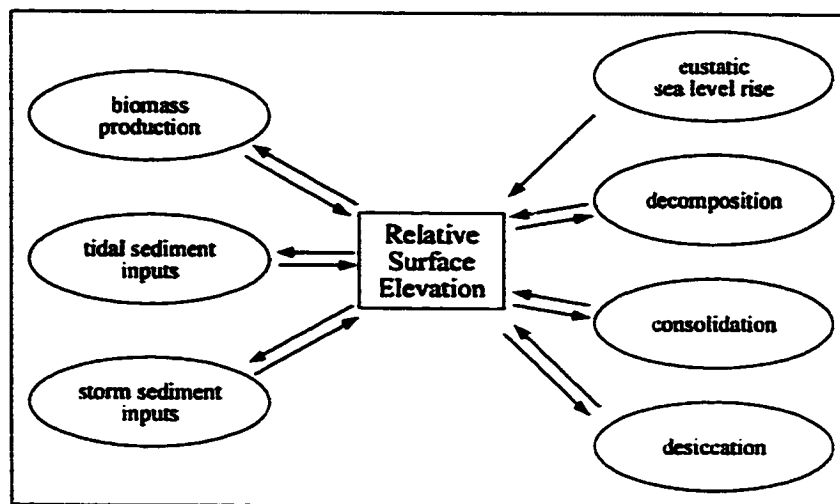 biomass
production
tidal sediment
inputs
storm sediment
inputs
Relative
Surface
Elevation
eustatic
sea level rise
decomposition
consolidation
desiccation